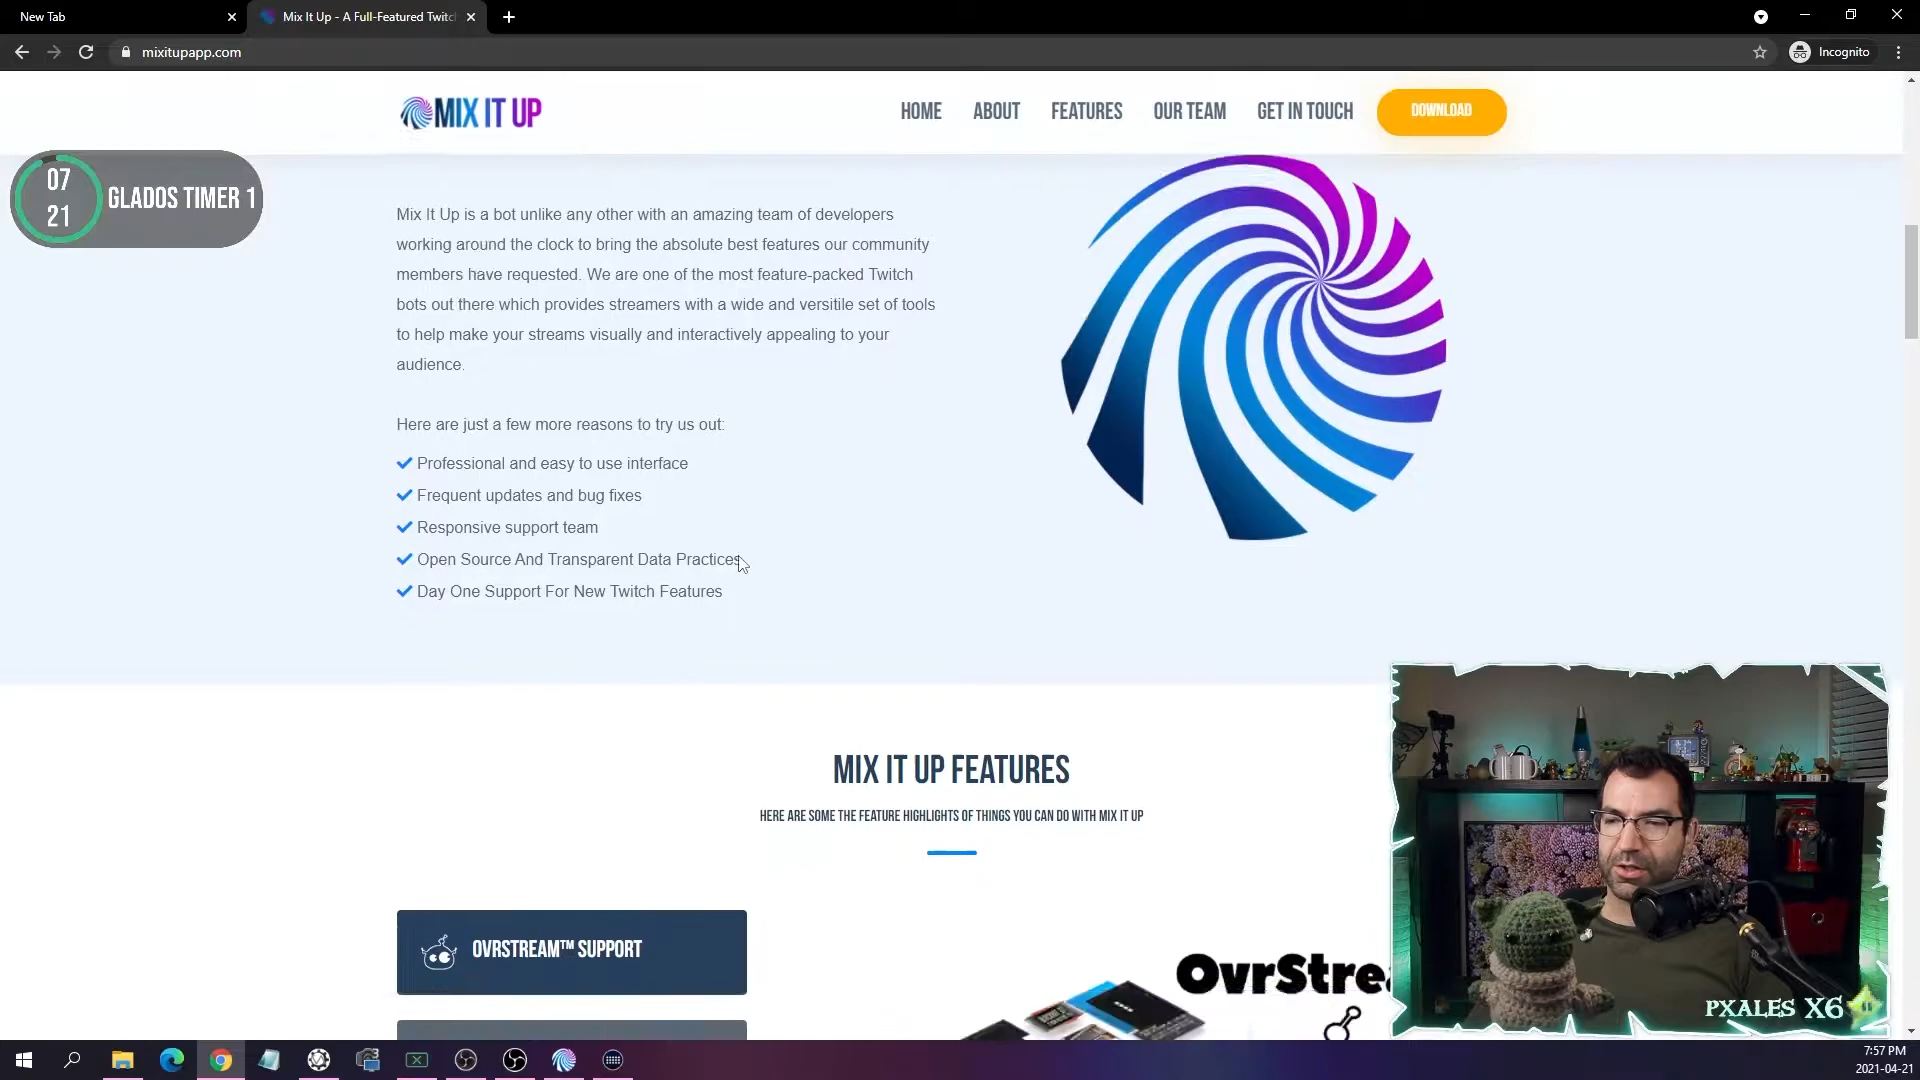 New Tab
Mix It Up - A Full-Featured Twitc
mixitupapp.com
Incognito
MIX IT UP
HOME
ABOUT
FEATURES
OUR TEAM
GET IN TOUCH
DOWNLOAD
07
21
GLADOS TIMER 1
Mix It Up is a bot unlike any other with an amazing team of developers
working around the clock to bring the absolute best features our community
members have requested. We are one of the most feature-packed Twitch
bots out there which provides streamers with a wide and versitile set of tools
to help make your streams visually and interactively appealing to your
audience.
Here are just a few more reasons to try us out:
Professional and easy to use interface
Frequent updates and bug fixes
Responsive support team
Open Source And Transparent Data Practices
Day One Support For New Twitch Features
MIX IT UP FEATURES
HERE ARE SOME THE FEATURE HIGHLIGHTS OF THINGS YOU CAN DO WITH MIX IT UP
OVRSTREAM™ SUPPORT
OvrStrea
PXALES X6
7:57 PM
2021-04-21